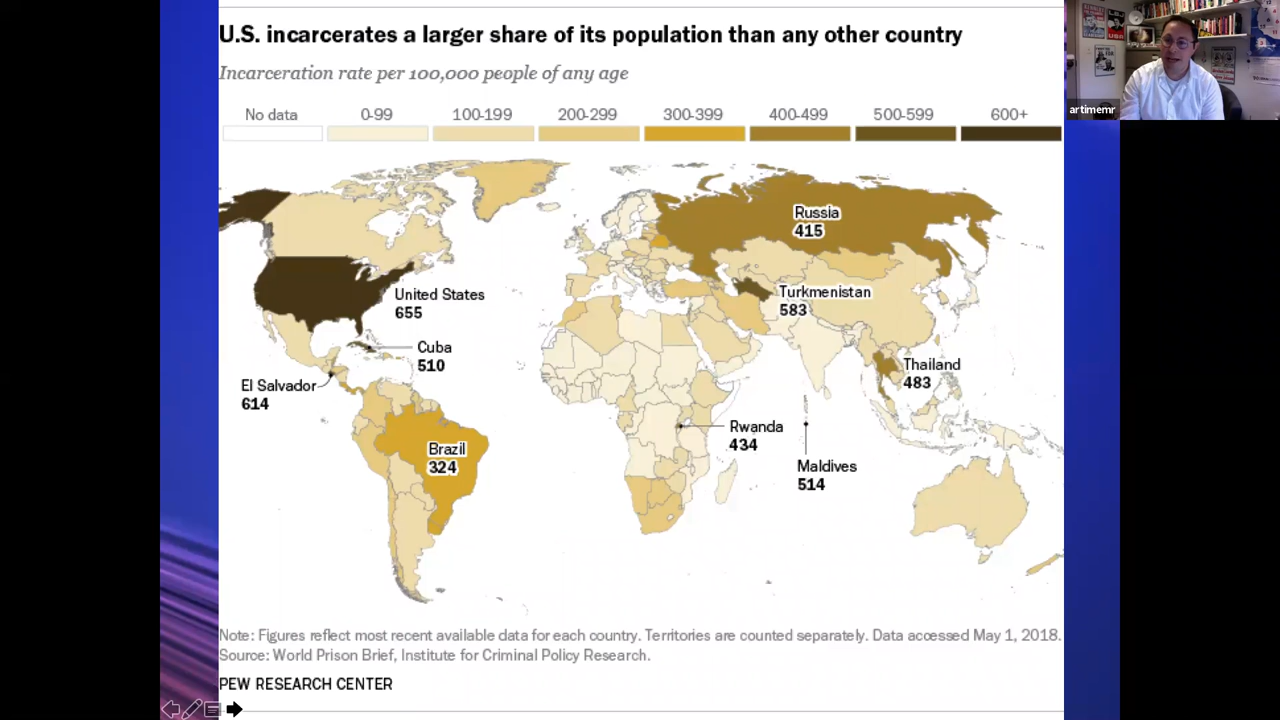 U.S. incarcerates a larger share of its population than any other country
Incarceration rate per 100,000 people of any age
No data 0-99 100-199 200-299 300-399 400-499 500-599 600+
artimemr
Russia
415
United States
655
Turkmenistan
583
Cuba
510
Thailand
483
El Salvador
614
Rwanda
434
Brazil
324
Maldives
514
Note: Figures reflect most recent available data for each country. Territories are counted separately. Data accessed May 1, 2018.
Source: World Prison Brief, Institute for Criminal Policy Research.
PEW RESEARCH CENTER